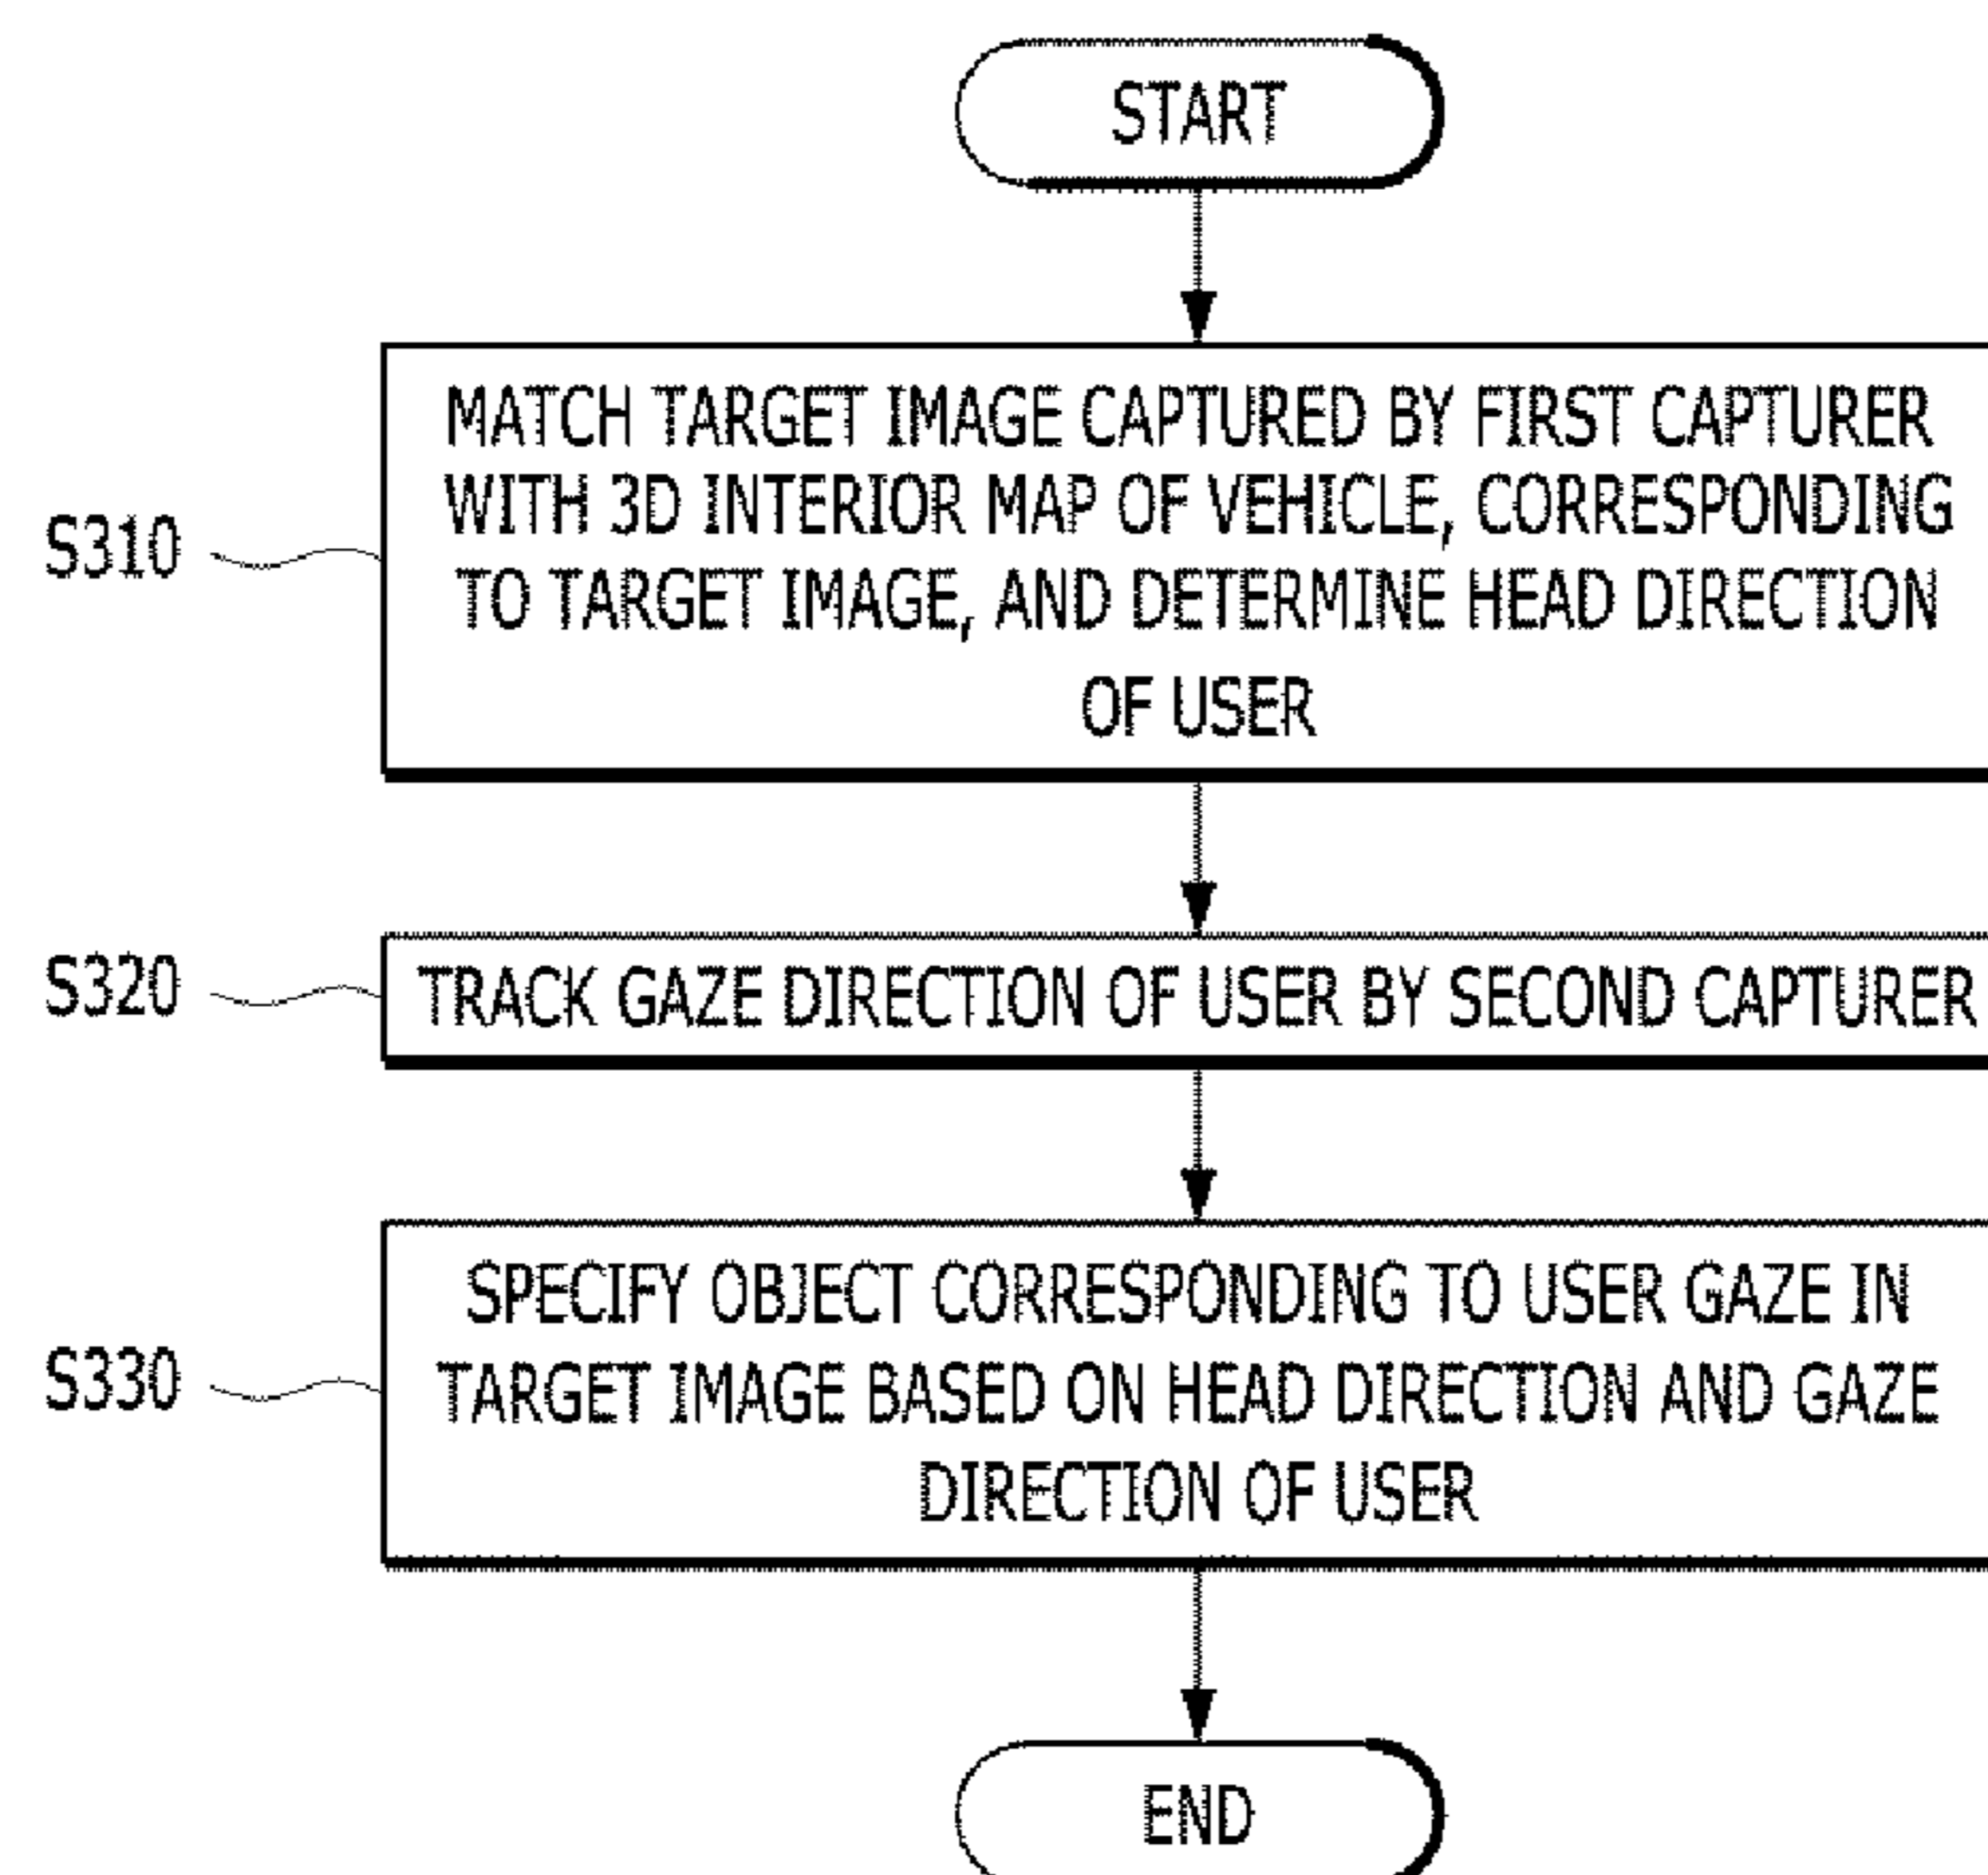 START
MATCH TARGET IMAGE CAPTURED BY FIRST CAPTURER
WITH 3D INTERIOR MAP OF VEHICLE, CORRESPONDING
TO TARGET IMAGE, AND DETERMINE HEAD DIRECTION
OF USER
S310
S320
TRACK GAZE DIRECTION OF USER BY SECOND CAPTURER
SPECIFY OBJECT CORRESPONDING TO USER GAZE IN
TARGET IMAGE BASED ON HEAD DIRECTION AND GAZE
DIRECTION OF USER
S330
END